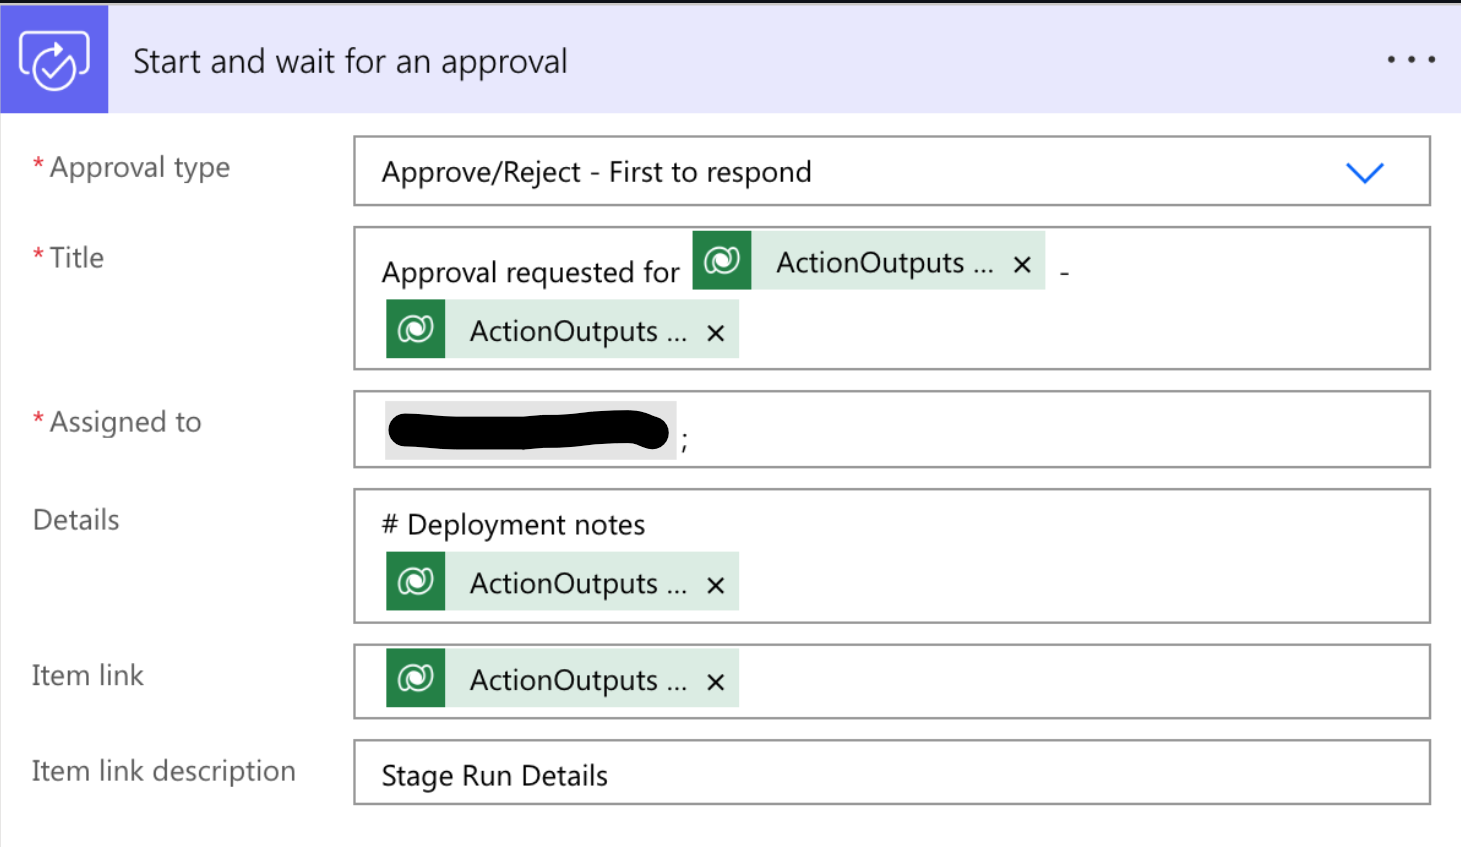 Start and wait for an approval
* Approval type
Approve/Reject - First to respond
* Title
Approval requested for ActionOutputs ... × -
ActionOutputs ... ×
* Assigned to
;
Details
# Deployment notes
ActionOutputs ... ×
Item link
ActionOutputs ... ×
Item link description
Stage Run Details